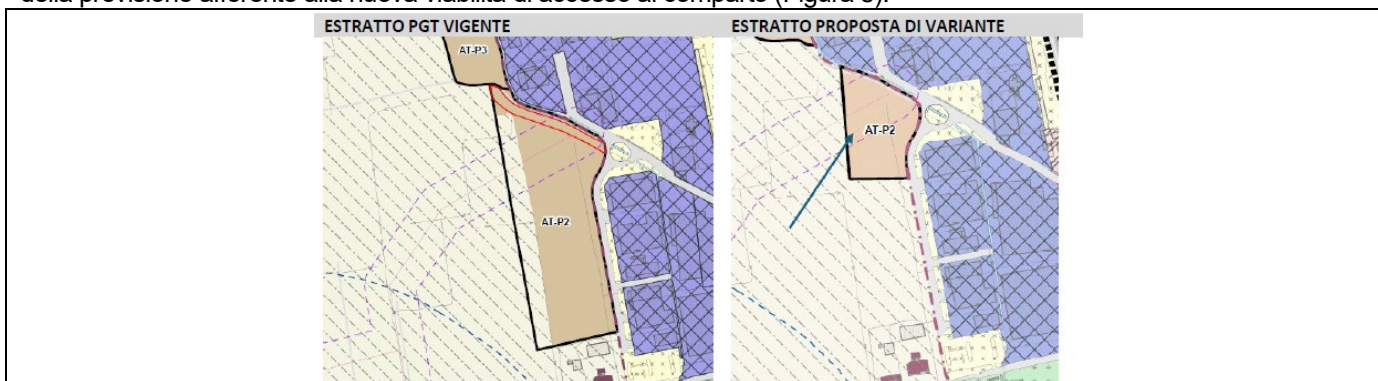 della previsione afferente alla nuova viabilità di accesso al comparto (Figura 3).
ESTRATTO PGT VIGENTE
ESTRATTO PROPOSTA DI VARIANTE
AT-P3
AT-P2
AT-P2